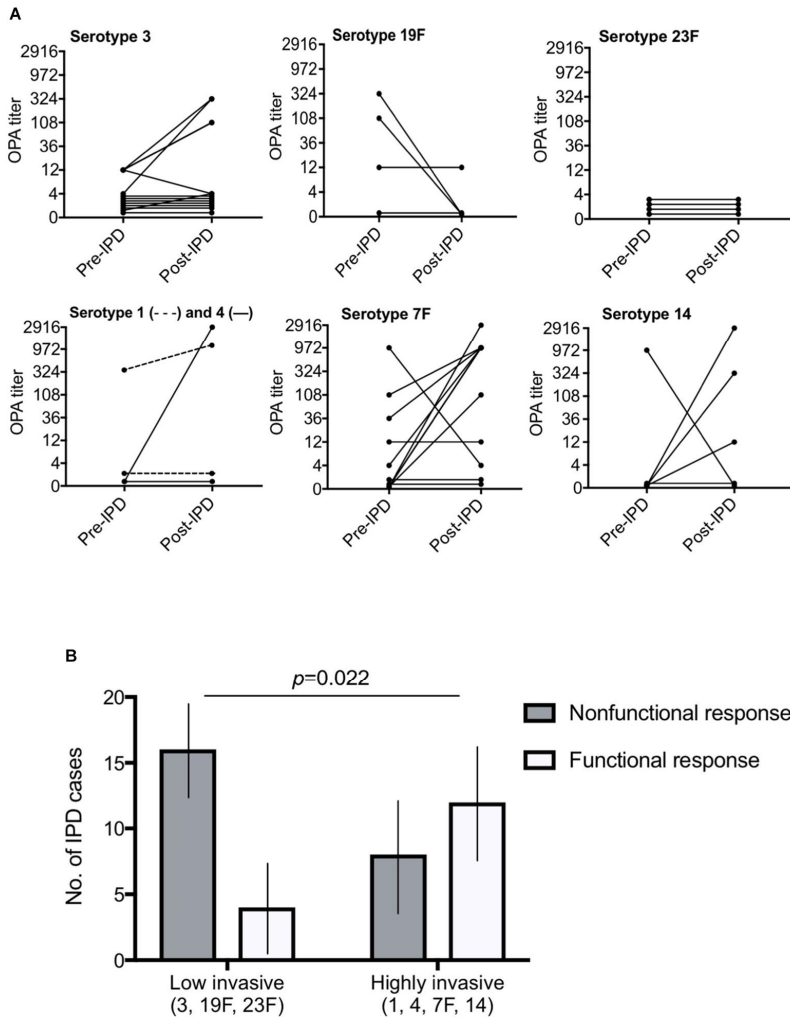 A
Serotype 3
OPA titer
2916
972
324
108
36
12
4
0
Pre-IPD
Post-IPD
Serotype 19F
OPA titer
2916
972
324
108
36
12
4
0
Pre-IPD
Post-IPD
Serotype 23F
OPA titer
2916
972
324
108
36
12
4
0
Pre-IPD
Post-IPD
Serotype 1 (- - -) and 4 (—)
OPA titer
2916
972
324
108
36
12
4
0
Pre-IPD
Post-IPD
Serotype 7F
OPA titer
2916
972
324
108
36
12
4
0
Pre-IPD
Post-IPD
Serotype 14
OPA titer
2916
972
324
108
36
12
4
0
Pre-IPD
Post-IPD
B
p=0.022
No. of IPD cases
20
15
10
5
0
Low invasive
(3, 19F, 23F)
Highly invasive
(1, 4, 7F, 14)
Nonfunctional response
Functional response